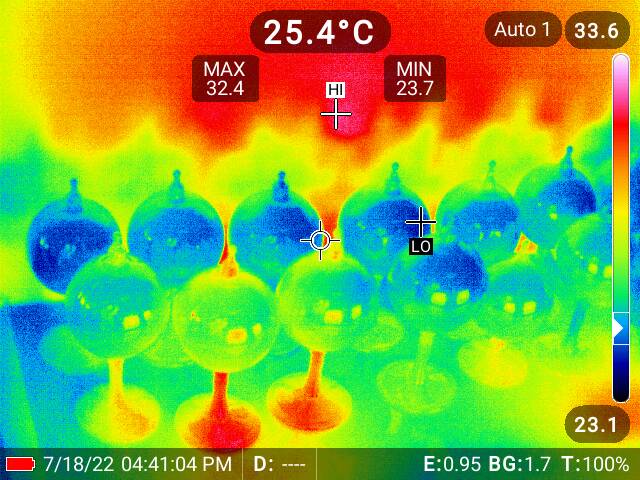 25.4°C
Auto 1
33.6
MAX
32.4
MIN
23.7
HI
LO
23.1
7/18/22 04:41:04 PM
D: ----
E:0.95 BG:1.7 T:100%